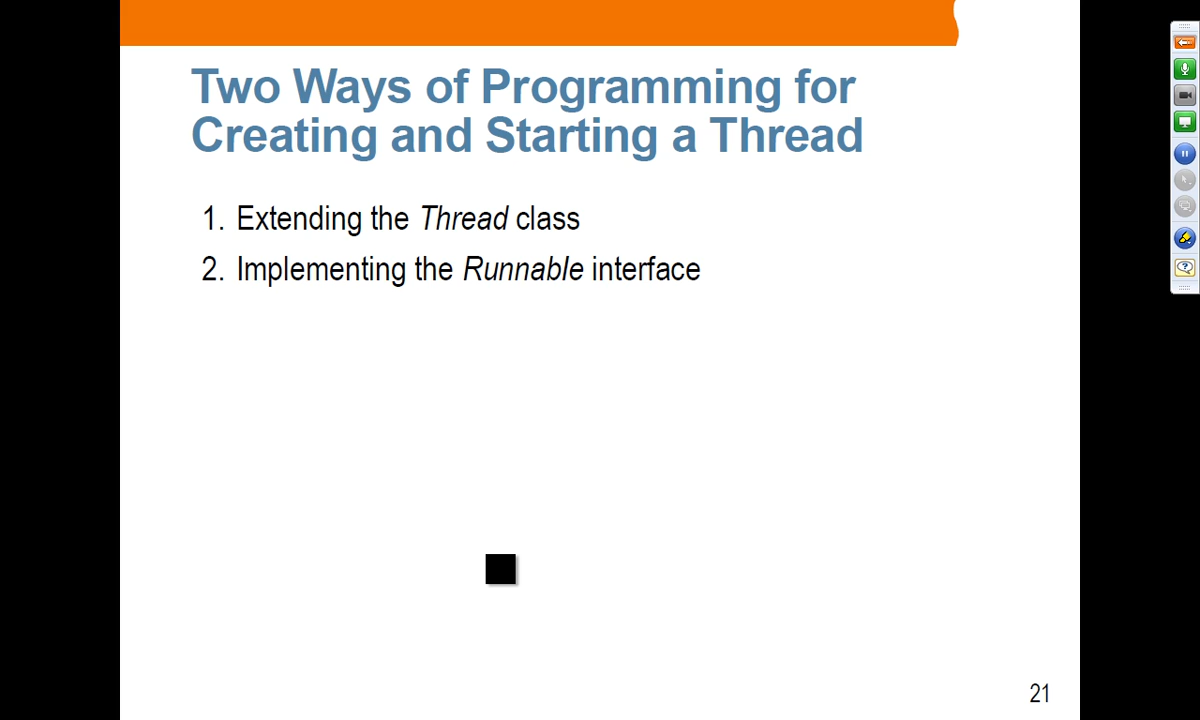 Two Ways of Programming for
Creating and Starting a Thread
1. Extending the Thread class
2. Implementing the Runnable interface
21